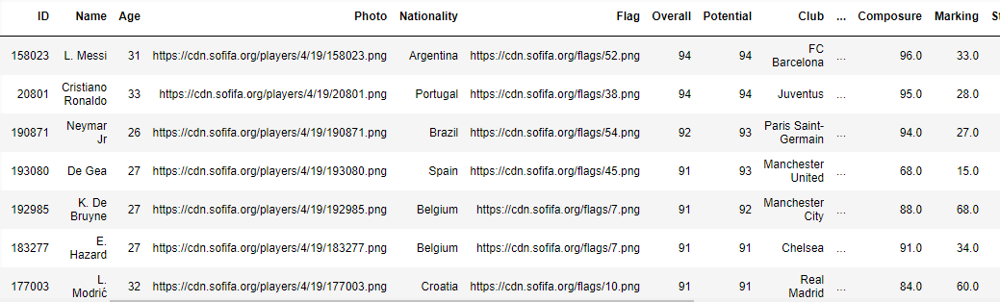 ID Name Age Photo Nationality Flag Overall Potential Club ... Composure Marking
158023 L. Messi 31 https://cdn.sofifa.org/players/4/19/158023.png Argentina https://cdn.sofifa.org/flags/52.png 94 94 FC Barcelona ... 96.0 33.0
20801 Cristiano Ronaldo 33 https://cdn.sofifa.org/players/4/19/20801.png Portugal https://cdn.sofifa.org/flags/38.png 94 94 Juventus ... 95.0 28.0
190871 Neymar Jr 26 https://cdn.sofifa.org/players/4/19/190871.png Brazil https://cdn.sofifa.org/flags/54.png 92 93 Paris Saint-Germain ... 94.0 27.0
193080 De Gea 27 https://cdn.sofifa.org/players/4/19/193080.png Spain https://cdn.sofifa.org/flags/45.png 91 93 Manchester United ... 68.0 15.0
192985 K. De Bruyne 27 https://cdn.sofifa.org/players/4/19/192985.png Belgium https://cdn.sofifa.org/flags/7.png 91 92 Manchester City ... 88.0 68.0
183277 E. Hazard 27 https://cdn.sofifa.org/players/4/19/183277.png Belgium https://cdn.sofifa.org/flags/7.png 91 91 Chelsea ... 91.0 34.0
177003 L. Modrić 32 https://cdn.sofifa.org/players/4/19/177003.png Croatia https://cdn.sofifa.org/flags/10.png 91 91 Real Madrid ... 84.0 60.0